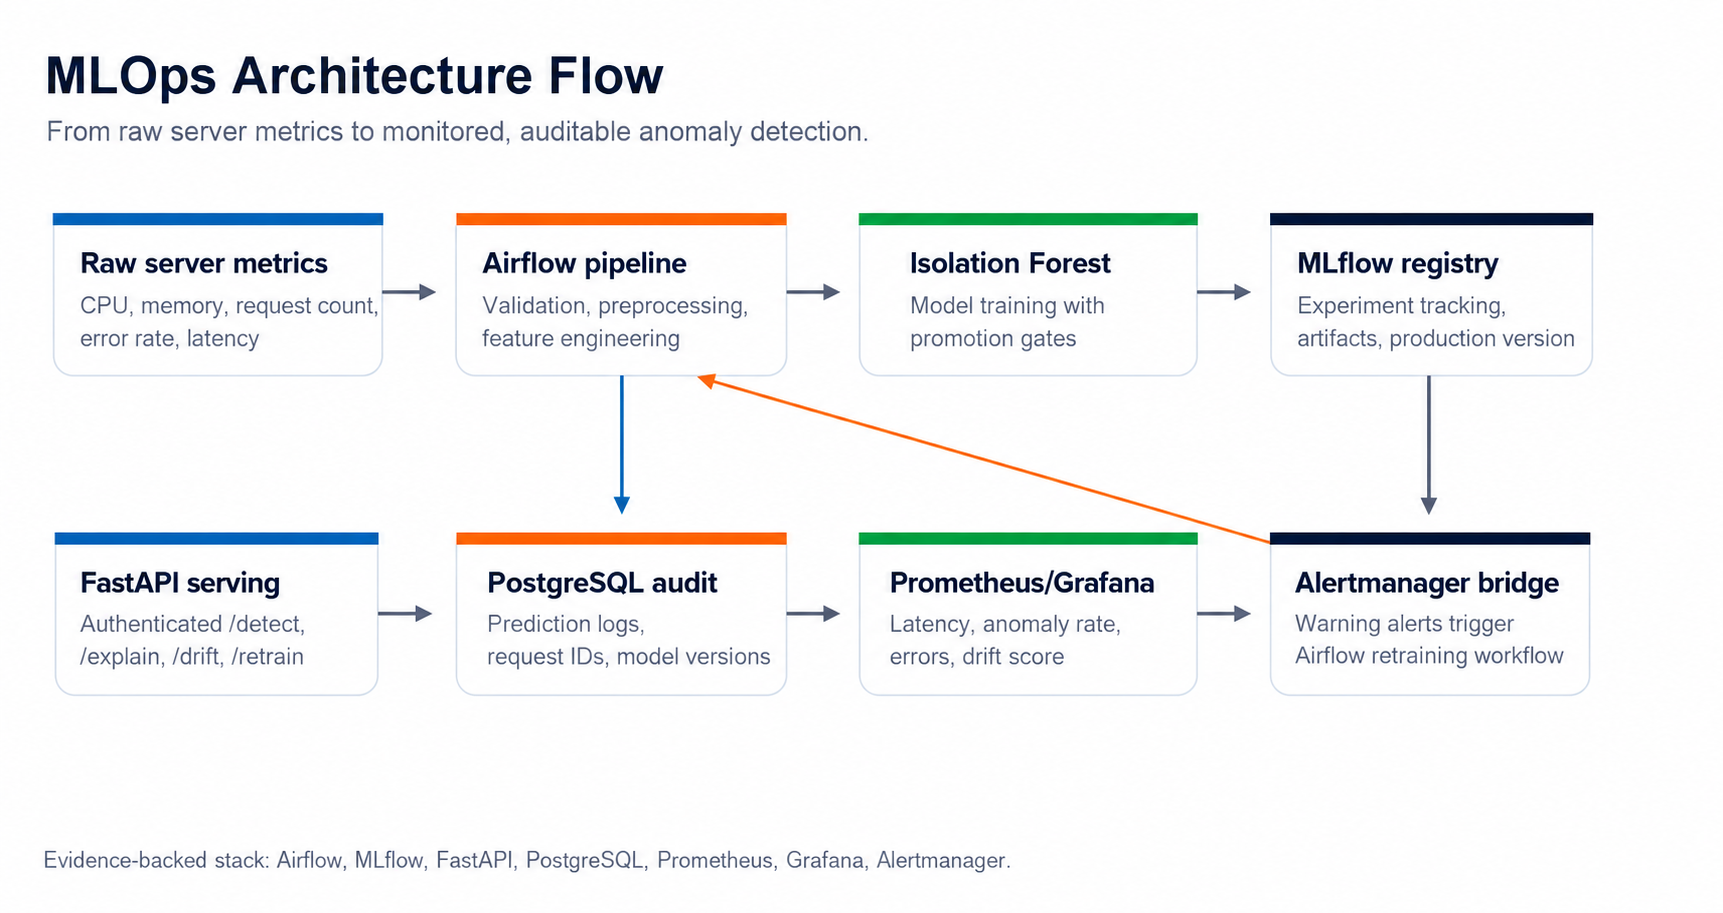 MLOps Architecture Flow
From raw server metrics to monitored, auditable anomaly detection.
Raw server metrics
CPU, memory, request count,
error rate, latency
Airflow pipeline
Validation, preprocessing,
feature engineering
Isolation Forest
Model training with
promotion gates
MLflow registry
Experiment tracking,
artifacts, production version
FastAPI serving
Authenticated /detect,
/explain, /drift, /retrain
PostgreSQL audit
Prediction logs,
request IDs, model versions
Prometheus/Grafana
Latency, anomaly rate,
errors, drift score
Alertmanager bridge
Warning alerts trigger
Airflow retraining workflow
Evidence-backed stack: Airflow, MLflow, FastAPI, PostgreSQL, Prometheus, Grafana, Alertmanager.